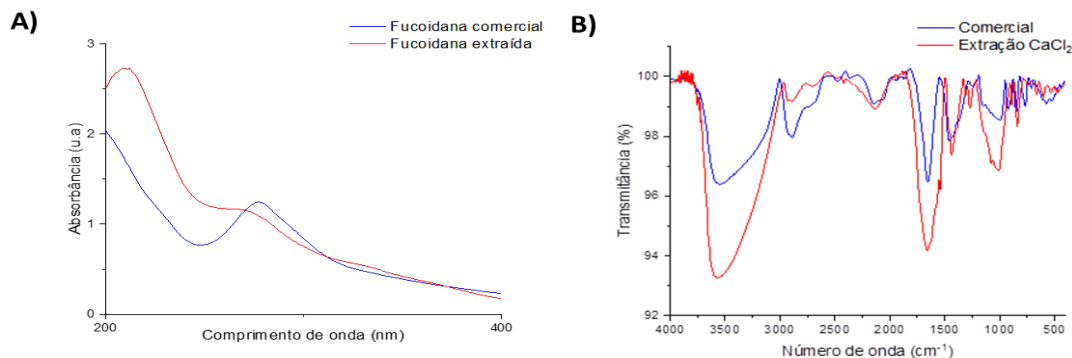 A)
Fucoidana comercial
Fucoidana extraída
Absorbância (u.a)
3
2
1
0
200
400
Comprimento de onda (nm)
B)
Comercial
Extração CaCl₂
Transmitância (%)
100
98
96
94
92
4000
3500
3000
2500
2000
1500
1000
500
Número de onda (cm⁻¹)